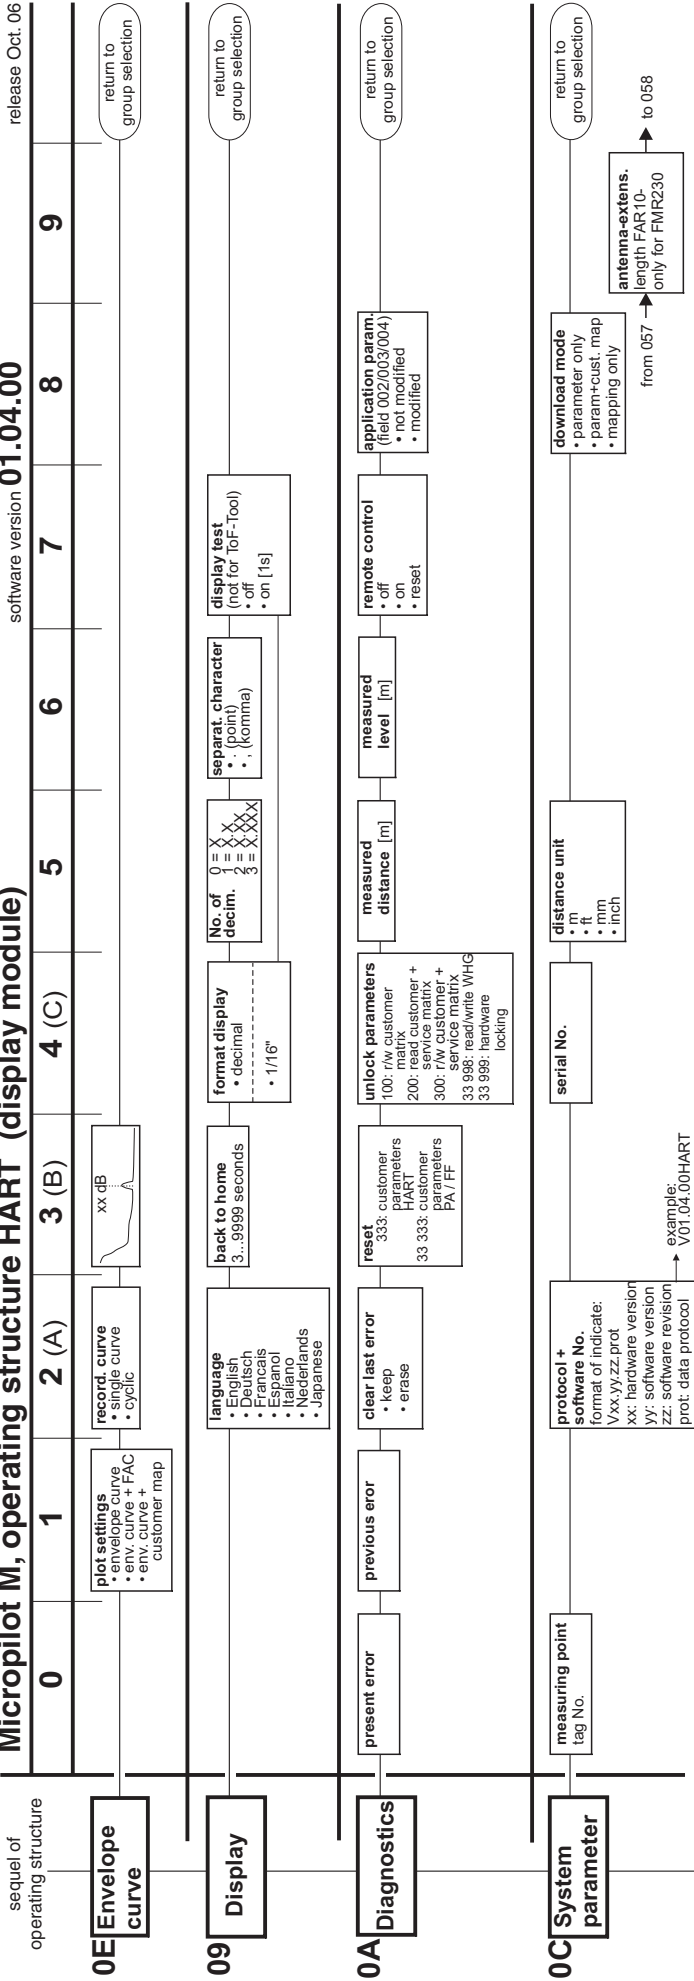 sequel of
operating structure
Micropilot M, operating structure HART (display module)
software version 01.04.00
release Oct. 06
0
1
2 (A)
3 (B)
4 (C)
5
6
7
8
9
0E Envelope
curve
plot settings
• envelope curve
• env. curve + FAC
• env. curve +
customer map
record. curve
• single curve
• cyclic
xx dB
return to
group selection
09 Display
language
• English
• Deutsch
• Francais
• Espanol
• Italiano
• Nederlands
• Japanese
back to home
3...9999 seconds
format display
• decimal
• 1/16"
No. of
decim.
0 = X
1 = X.X
2 = X.XX
3 = X.XXX
separat. character
• . (point)
• , (komma)
display test
(not for ToF-Tool)
• off
• on [1s]
return to
group selection
0A Diagnostics
present error
previous eror
clear last error
• keep
• erase
reset
333: customer
parameters
HART
33 333: customer
parameters
PA / FF
unlock parameters
100: r/w customer
matrix
200: read customer +
service matrix
300: r/w customer +
service matrix
33 998: read/write WHG
33 999: hardware
locking
measured
distance [m]
measured
level [m]
remote control
• off
• on
• reset
application param.
(field 002/003/004)
• not modified
• modified
return to
group selection
0C System
parameter
measuring point
tag No.
protocol +
software No.
format of indicate:
Vxx.yy.zz.prot
xx: hardware version
yy: software version
zz: software revision
prot: data protocol
example:
V01.04.00HART
serial No.
distance unit
• m
• ft
• mm
• inch
download mode
• parameter only
• param+cust. map
• mapping only
return to
group selection
from 057
antenna-extens.
length FAR10-
only for FMR230
to 058